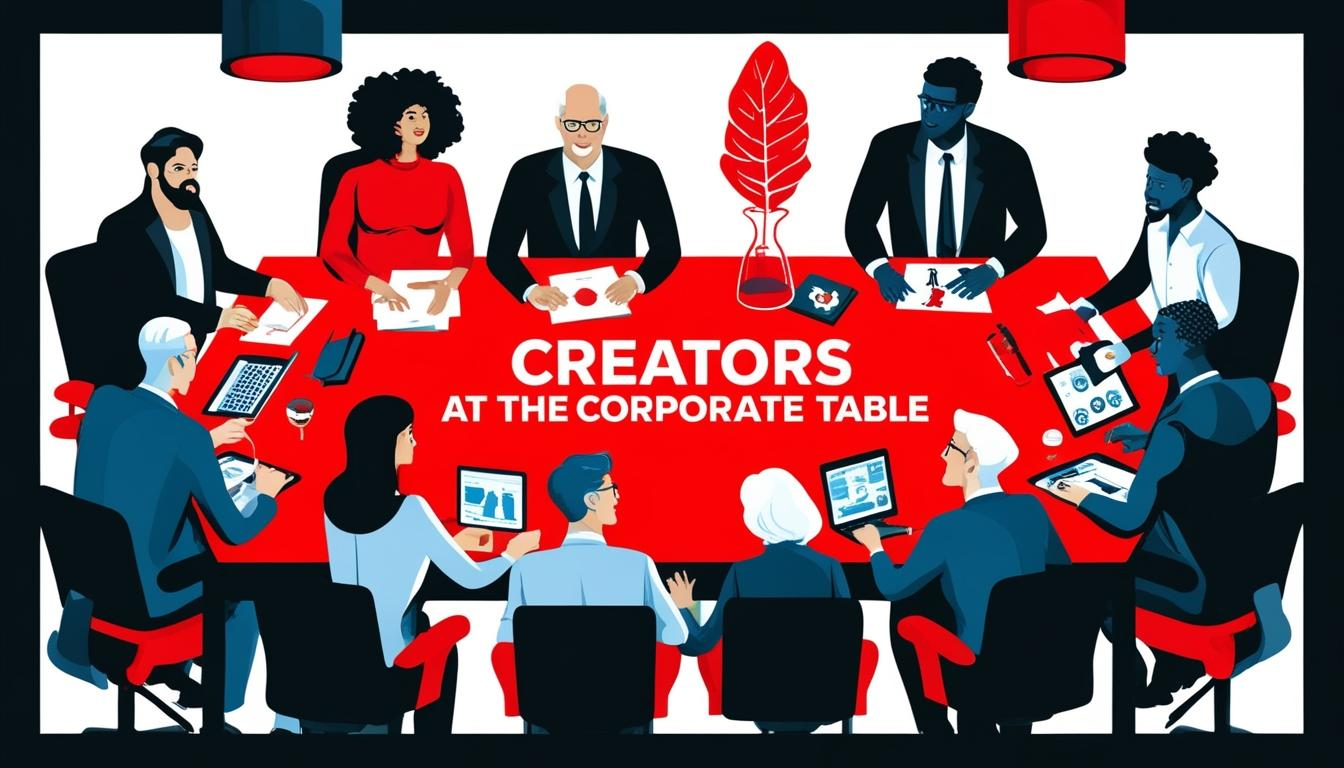 CREATORS
AT THE CORPORATE TABLE